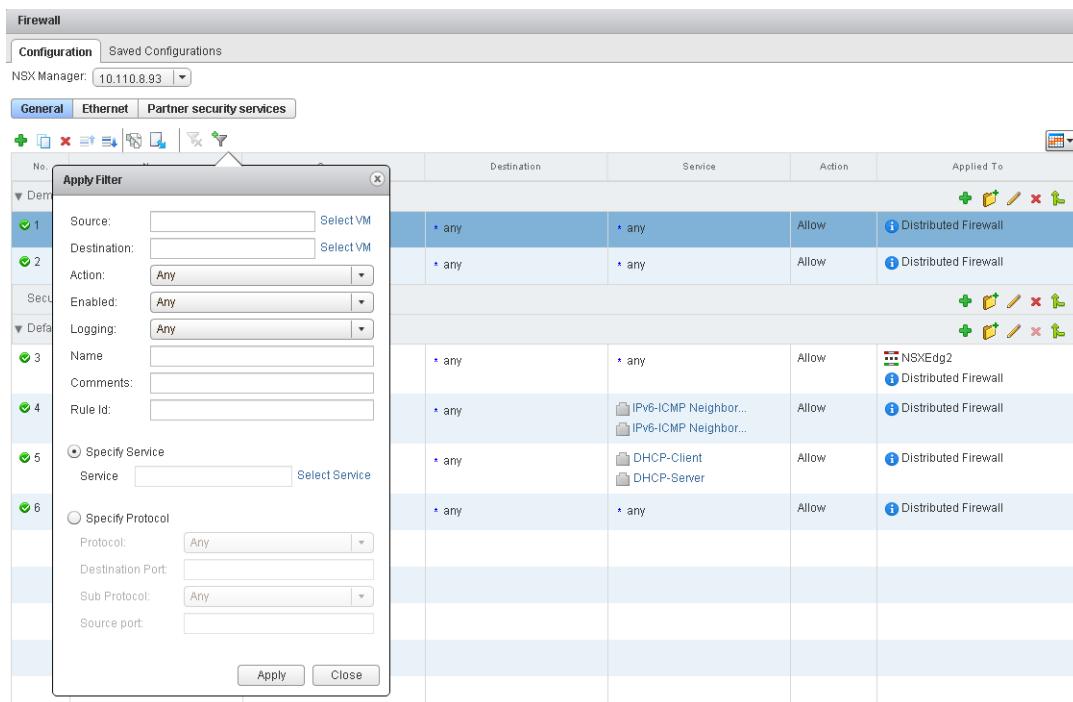 Firewall
Configuration Saved Configurations
NSX Manager: 10.110.8.93
General Ethernet Partner security services
No. Destination Service Action Applied To
Apply Filter
Source: Select VM
Destination: Select VM
Action: Any
Enabled: Any
Logging: Any
Name
Comments:
Rule Id:
Specify Service
Service Select Service
Specify Protocol
Protocol: Any
Destination Port:
Sub Protocol: Any
Source port:
Apply Close
Dem
1 * any * any Allow Distributed Firewall
2 * any * any Allow Distributed Firewall
Secu
Defa
3 * any * any Allow NSXEdg2
Distributed Firewall
4 * any IPv6-ICMP Neighbor... Allow Distributed Firewall
IPv6-ICMP Neighbor...
5 * any DHCP-Client Allow Distributed Firewall
DHCP-Server
6 * any * any Allow Distributed Firewall